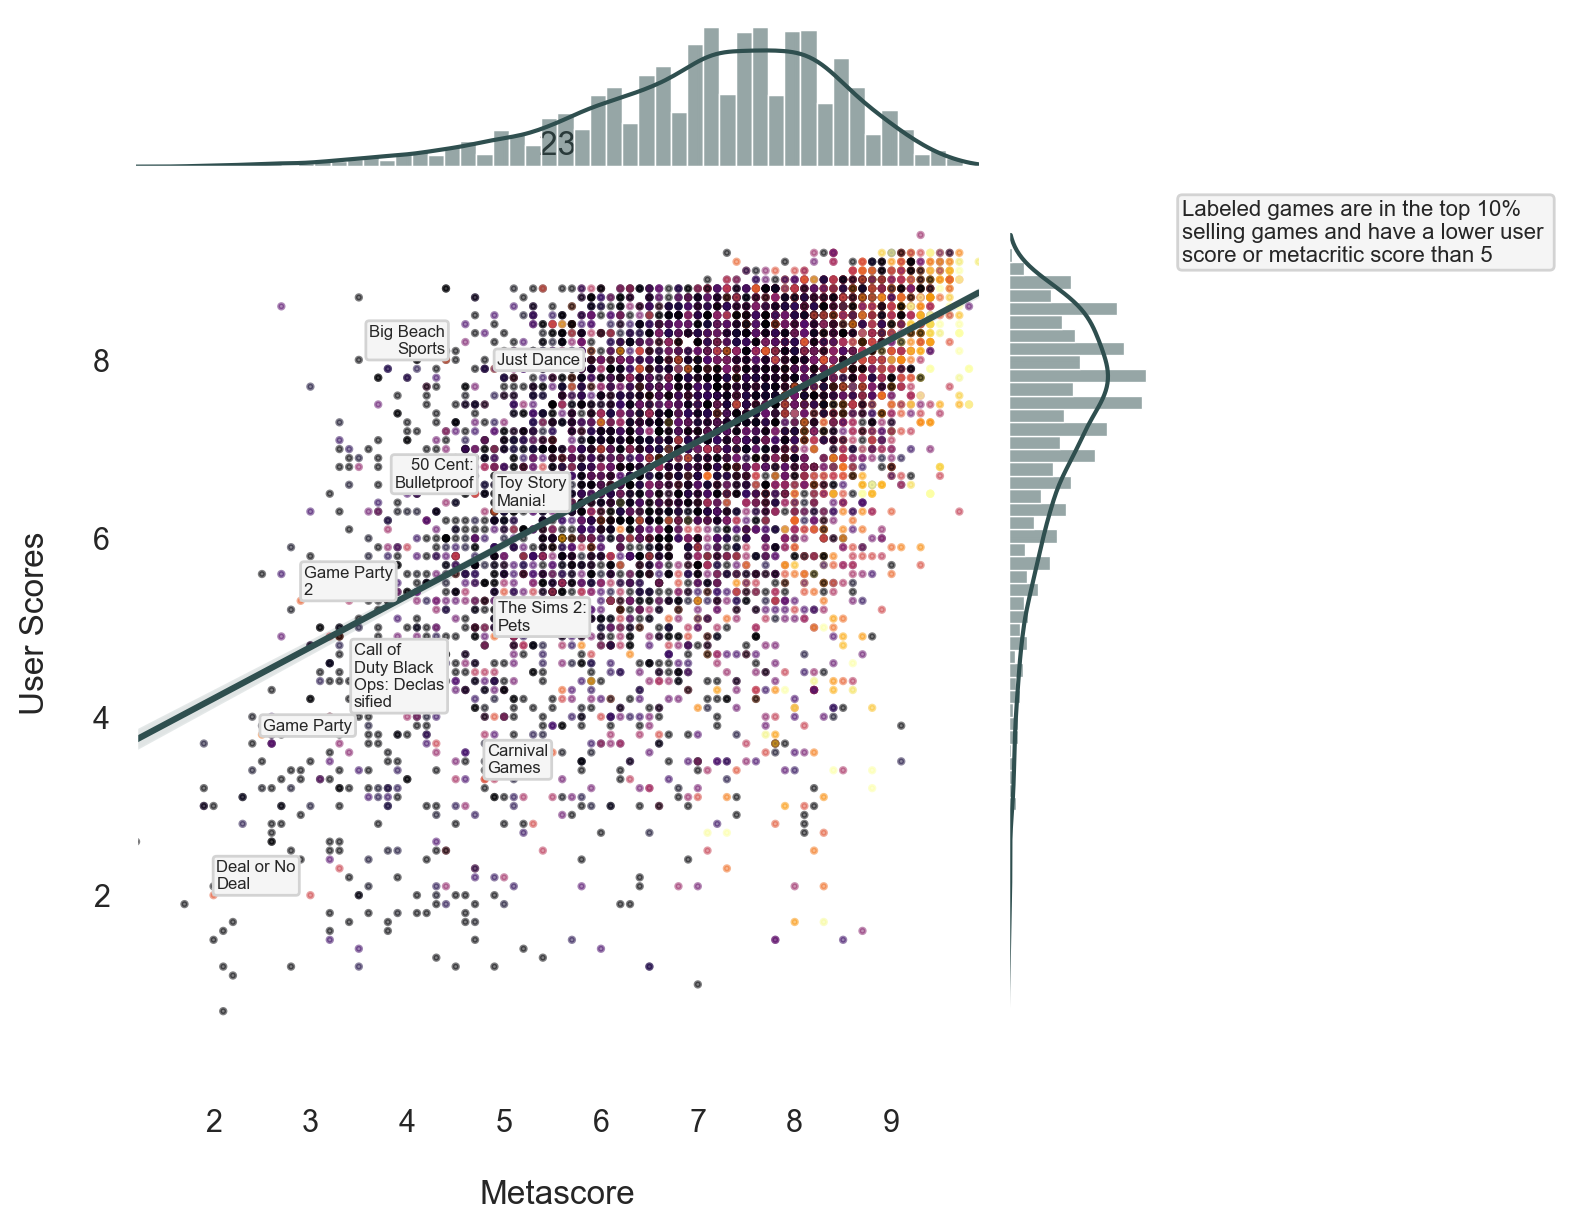 23
Labeled games are in the top 10%
selling games and have a lower user
score or metacritic score than 5
Big Beach
Sports
Just Dance
8
50 Cent:
Bulletproof
Toy Story
Mania!
6
Game Party
2
The Sims 2:
Pets
User Scores
Call of
Duty Black
Ops: Declas
sified
4
Game Party
Carnival
Games
Deal or No
Deal
2
2 3 4 5 6 7 8 9
Metascore